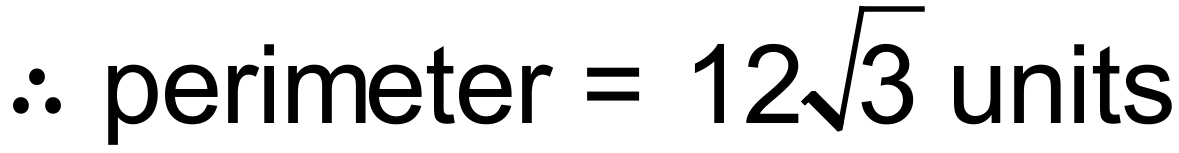 ∴ perimeter = 12√3 units